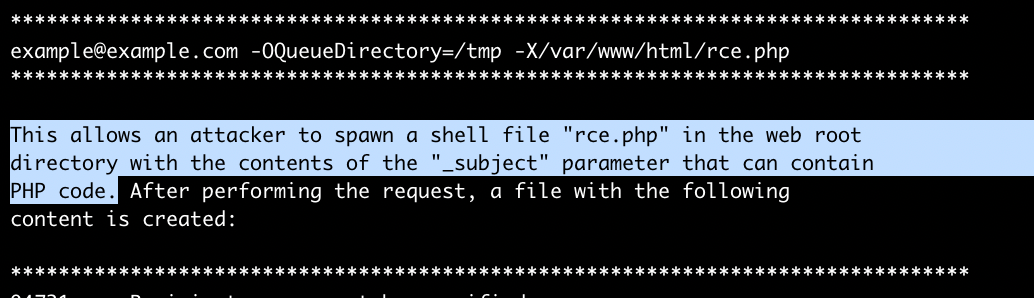 ********************************************************************************
example@example.com -OQueueDirectory=/tmp -X/var/www/html/rce.php
********************************************************************************
This allows an attacker to spawn a shell file "rce.php" in the web root
directory with the contents of the "_subject" parameter that can contain
PHP code. After performing the request, a file with the following
content is created:
********************************************************************************